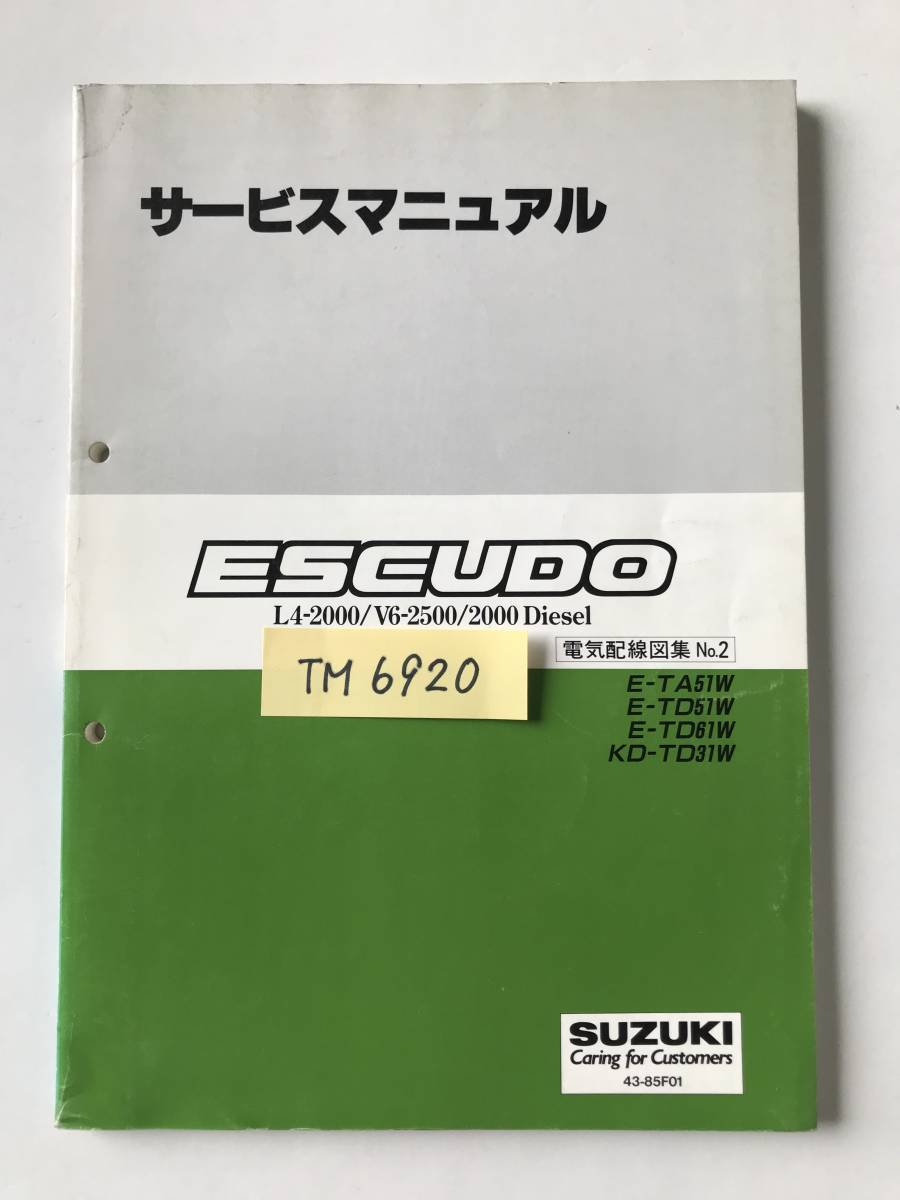 サービスマニュアル
ESCUDO
L4-2000/V6-2500/2000 Diesel
電気配線図集 No.2
TM 6920
E-TA51W
E-TD51W
E-TD61W
KD-TD31W
SUZUKI
Caring for Customers
43-85F01